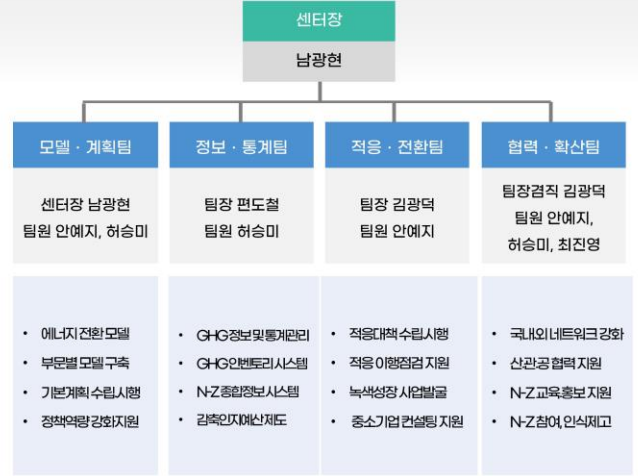 센터장
남광현
모델 · 계획팀
센터장 남광현
팀원 안예지, 허승미
• 에너지 전환 모델
• 부문별 모델 구축
• 기본계획 수립시행
• 정책역량 강화지원
정보 · 통계팀
팀장 편도철
팀원 허승미
• GHG 정보 및 통계관리
• GHG 인벤토리 시스템
• N-Z 종합정보 시스템
• 감축인지예산 제도
적응 · 전환팀
팀장 김광덕
팀원 안예지
• 적응대책 수립시행
• 적응 이행점검 지원
• 녹색성장 사업발굴
• 중소기업 컨설팅 지원
협력 · 확산팀
팀장겸직 김광덕
팀원 안예지,
허승미, 최진영
• 국내외 네트워크 강화
• 산관공 협력 지원
• N-Z 교육홍보 지원
• N-Z 참여, 인식제고